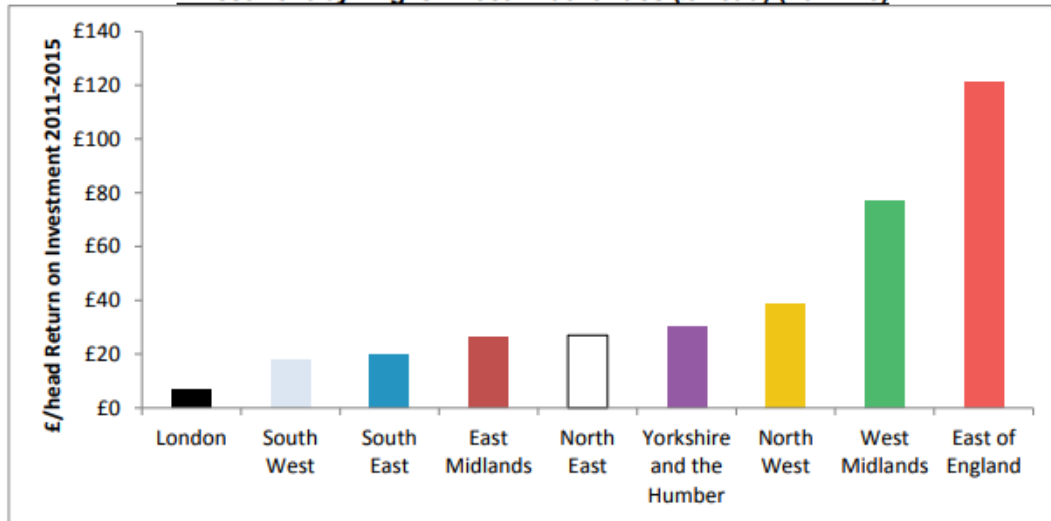 £/head Return on Investment 2011-2015
£140
£120
£100
£80
£60
£40
£20
£0
London
South
West
South
East
East
Midlands
North
East
Yorkshire
and the
Humber
North
West
West
Midlands
East of
England